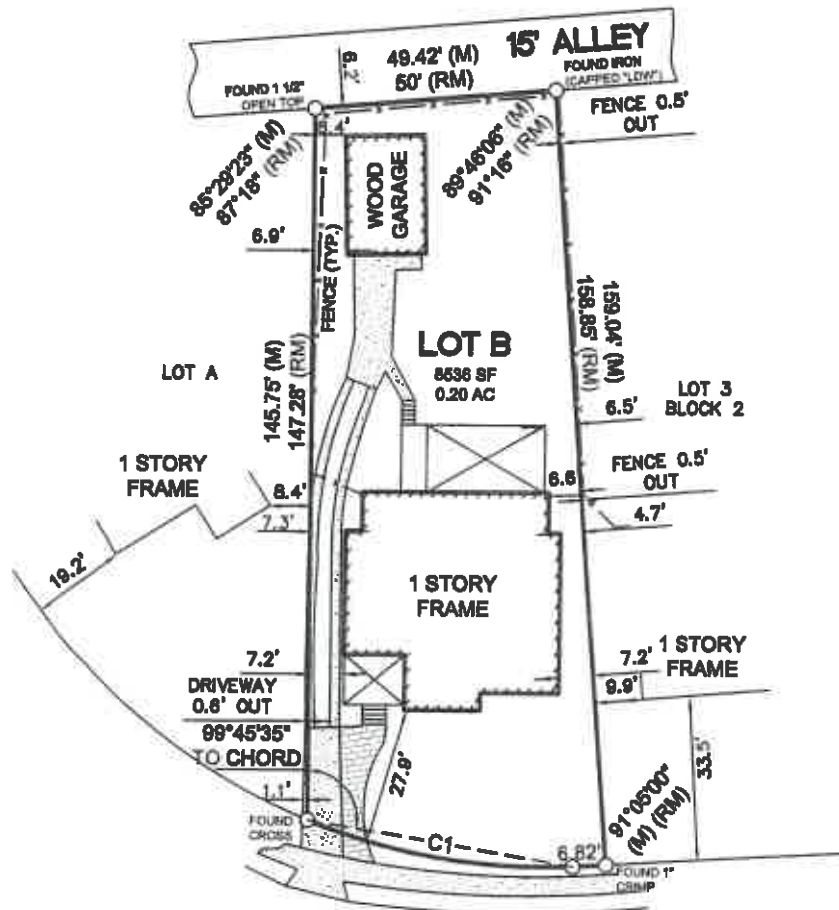 15' ALLEY
6.2'
49.42' (M)
50' (RM)
FOUND IRON
(CAPPED "LDW")
FOUND 1 1/2"
OPEN TOP
FENCE 0.5'
OUT
85°29'23" (M)
87°18" (RM)
89°46'06" (M)
91°16" (RM)
WOOD
GARAGE
6.9'
FENCE (TYP.)
LOT B
8536 SF
0.20 AC
159.04' (M)
158.85' (RM)
LOT A
145.75' (M)
147.28' (RM)
LOT 3
BLOCK 2
6.5'
1 STORY
FRAME
FENCE 0.5'
OUT
6.6
8.4'
7.3'
4.7'
19.2'
1 STORY
FRAME
7.2'
7.2'
1 STORY
FRAME
9.9'
DRIVEWAY
0.6' OUT
99°45'35"
TO CHORD
27.9'
33.5'
1.1'
91°05'00"
(M) (RM)
FOUND
CROSS
C1
6.82'
FOUND 1"
CRIMP